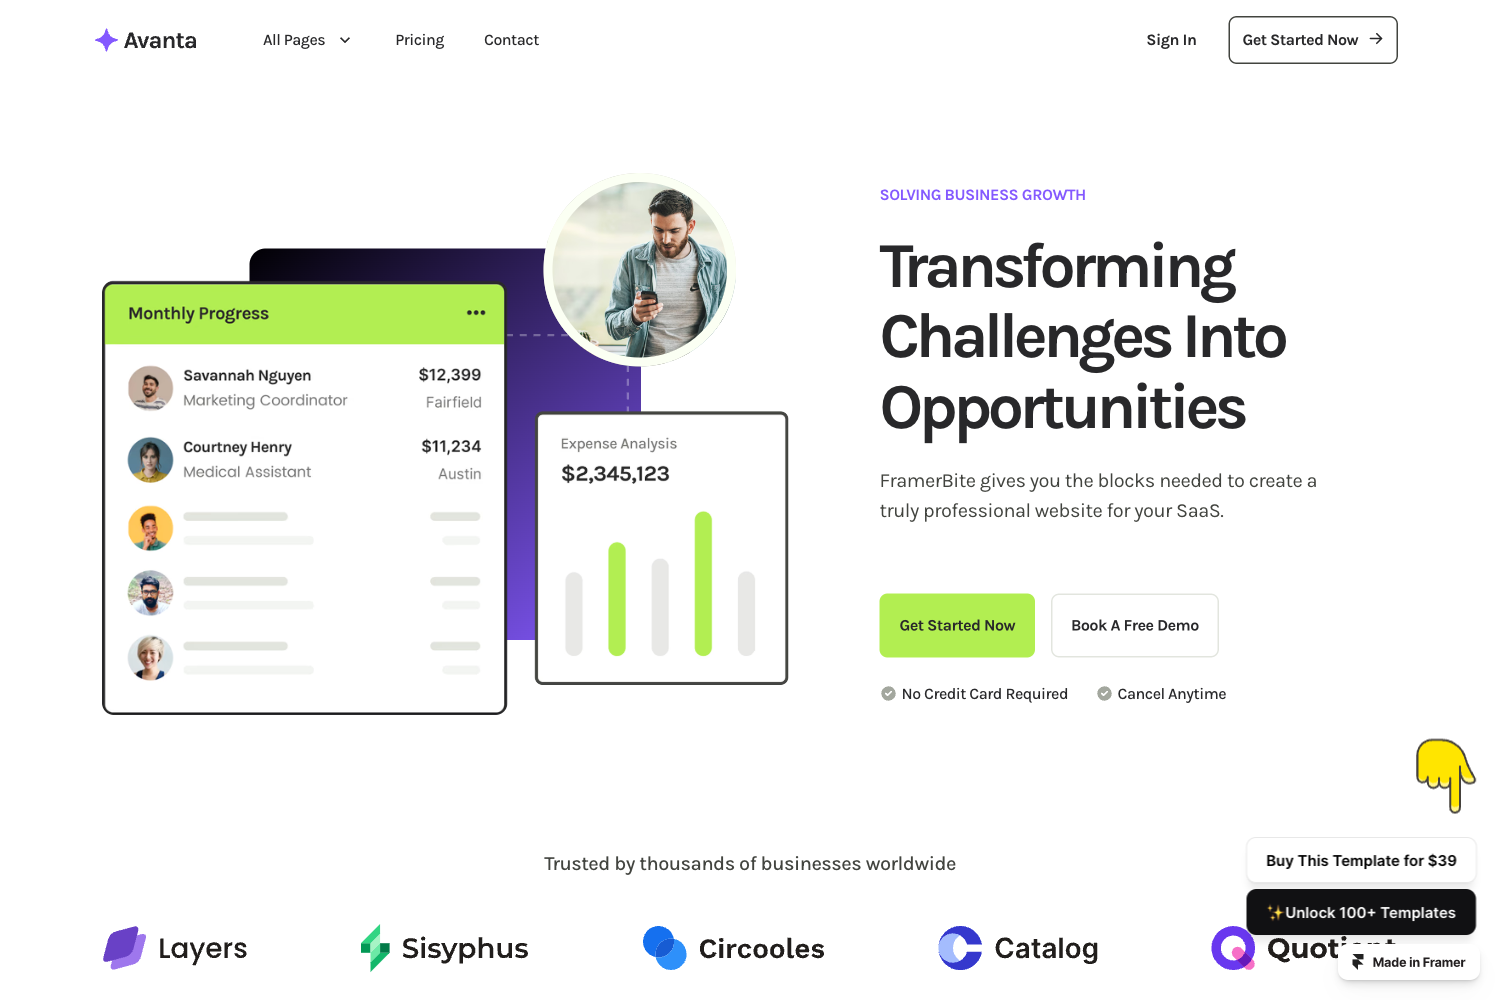 Avanta
All Pages
Pricing
Contact
Sign In
Get Started Now
Monthly Progress
Savannah Nguyen
$12,399
Marketing Coordinator
Fairfield
Courtney Henry
$11,234
Medical Assistant
Austin
Expense Analysis
$2,345,123
SOLVING BUSINESS GROWTH
Transforming
Challenges Into
Opportunities
FramerBite gives you the blocks needed to create a
truly professional website for your SaaS.
Get Started Now
Book A Free Demo
No Credit Card Required
Cancel Anytime
Trusted by thousands of businesses worldwide
Layers
Sisyphus
Circooles
Catalog
Quotient
Buy This Template for $39
✨Unlock 100+ Templates
Made in Framer